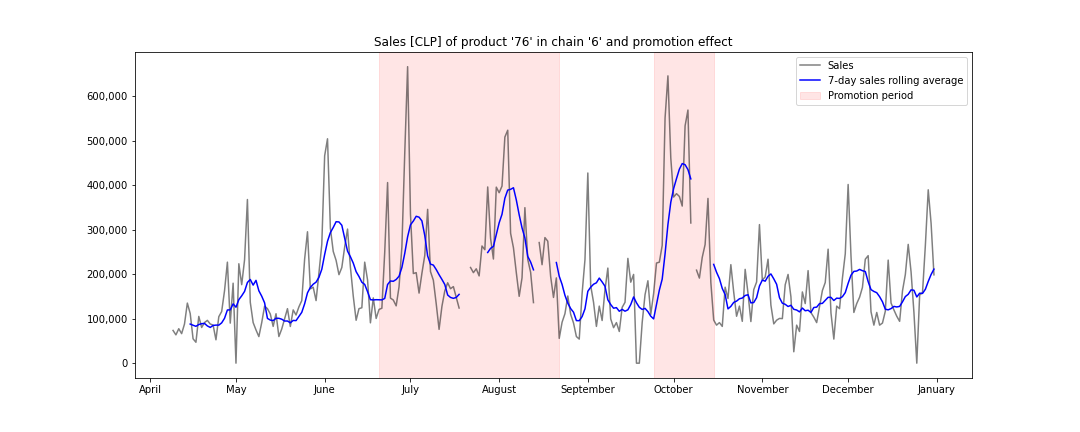 Sales [CLP] of product '76' in chain '6' and promotion effect
Sales
7-day sales rolling average
Promotion period
600,000
500,000
400,000
300,000
200,000
100,000
0
April May June July August September October November December January